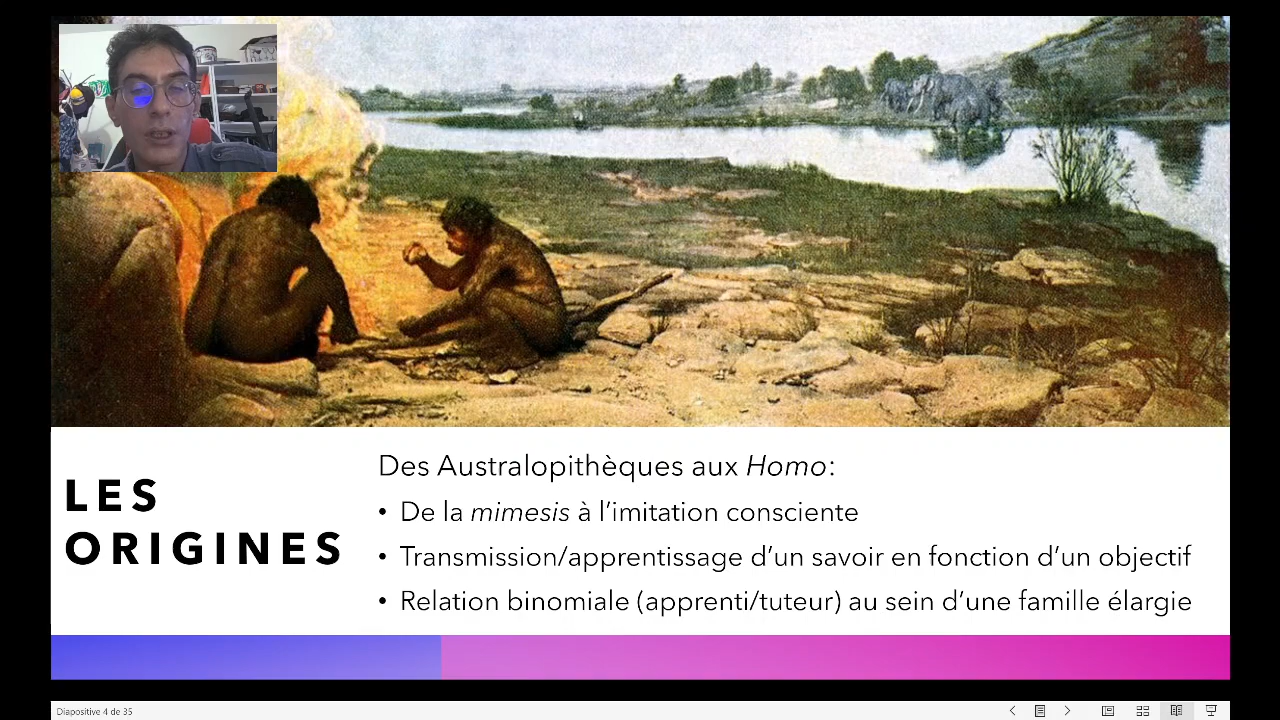 LES
ORIGINES
Des Australopithèques aux Homo:
• De la mimesis à l’imitation consciente
• Transmission/apprentissage d’un savoir en fonction d’un objectif
• Relation binomiale (apprenti/tuteur) au sein d’une famille élargie
Diapositive 4 de 35